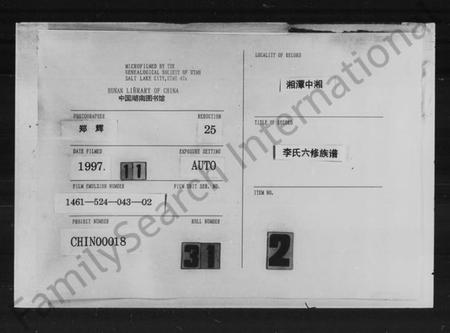 MICROFILMED BY THE
GENEALOGICAL SOCIETY OF UTAH
SALT LAKE CITY, UTAH
HUNAN LIBRARY OF CHINA
中国湖南图书馆
PHOTOGRAPHER
郑 辉
REDUCTION
25
DATE FILMED
1997. 11
EXPOSURE SETTING
AUTO
FILM EMULSION NUMBER
1461—524—043—02
FILM UNIT SER. NO.
PROJECT NUMBER
CHIN00018
ROLL NUMBER
31
LOCALITY OF RECORD
湘潭中湘
TITLE OF RECORD
李氏六修族谱
ITEM NO.
2
FamilySearch International